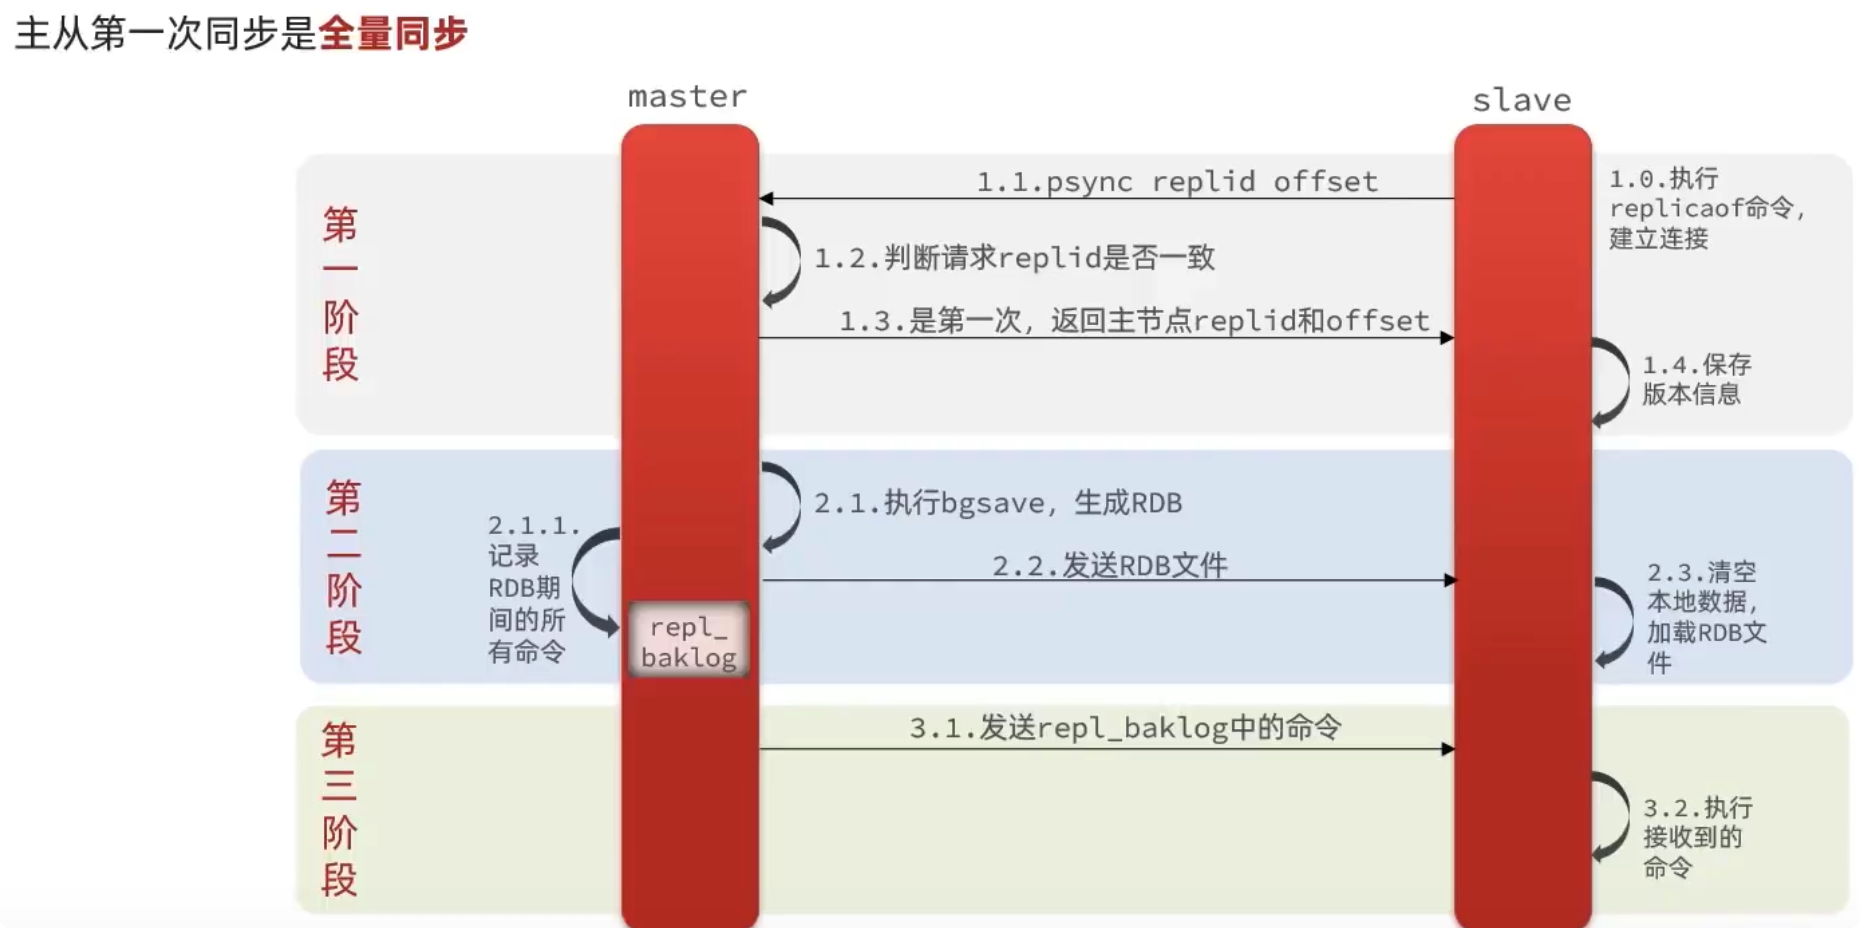 主从第一次同步是全量同步
master
slave
第一阶段
1.0.执行
replicaof命令，
建立连接
1.1.psync replid offset
1.2.判断请求replid是否一致
1.3.是第一次，返回主节点replid和offset
1.4.保存
版本信息
第二阶段
2.1.执行bgsave，生成RDB
2.1.1.
记录
RDB期
间的所
有命令
repl_
baklog
2.2.发送RDB文件
2.3.清空
本地数据，
加载RDB文
件
第三阶段
3.1.发送repl_baklog中的命令
3.2.执行
接收到的
命令